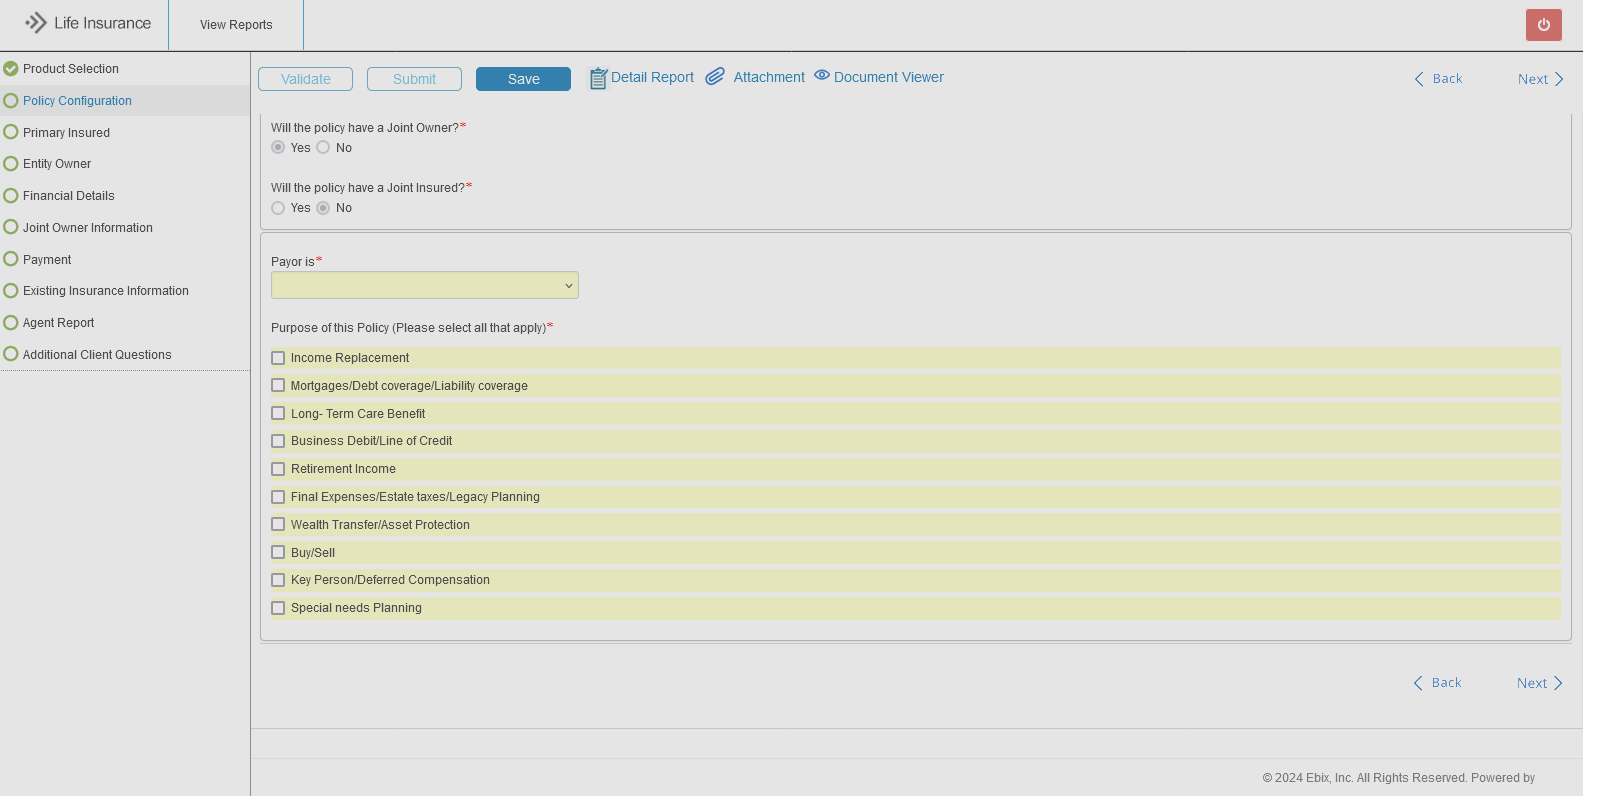 Life Insurance
View Reports
Product Selection
Policy Configuration
Primary Insured
Entity Owner
Financial Details
Joint Owner Information
Payment
Existing Insurance Information
Agent Report
Additional Client Questions
Validate
Submit
Save
Detail Report
Attachment
Document Viewer
Back
Next
Will the policy have a Joint Owner?*
Yes
No
Will the policy have a Joint Insured?*
Yes
No
Payor is*
Purpose of this Policy (Please select all that apply)*
Income Replacement
Mortgages/Debt coverage/Liability coverage
Long- Term Care Benefit
Business Debit/Line of Credit
Retirement Income
Final Expenses/Estate taxes/Legacy Planning
Wealth Transfer/Asset Protection
Buy/Sell
Key Person/Deferred Compensation
Special needs Planning
Back
Next
© 2024 Ebix, Inc. All Rights Reserved. Powered by